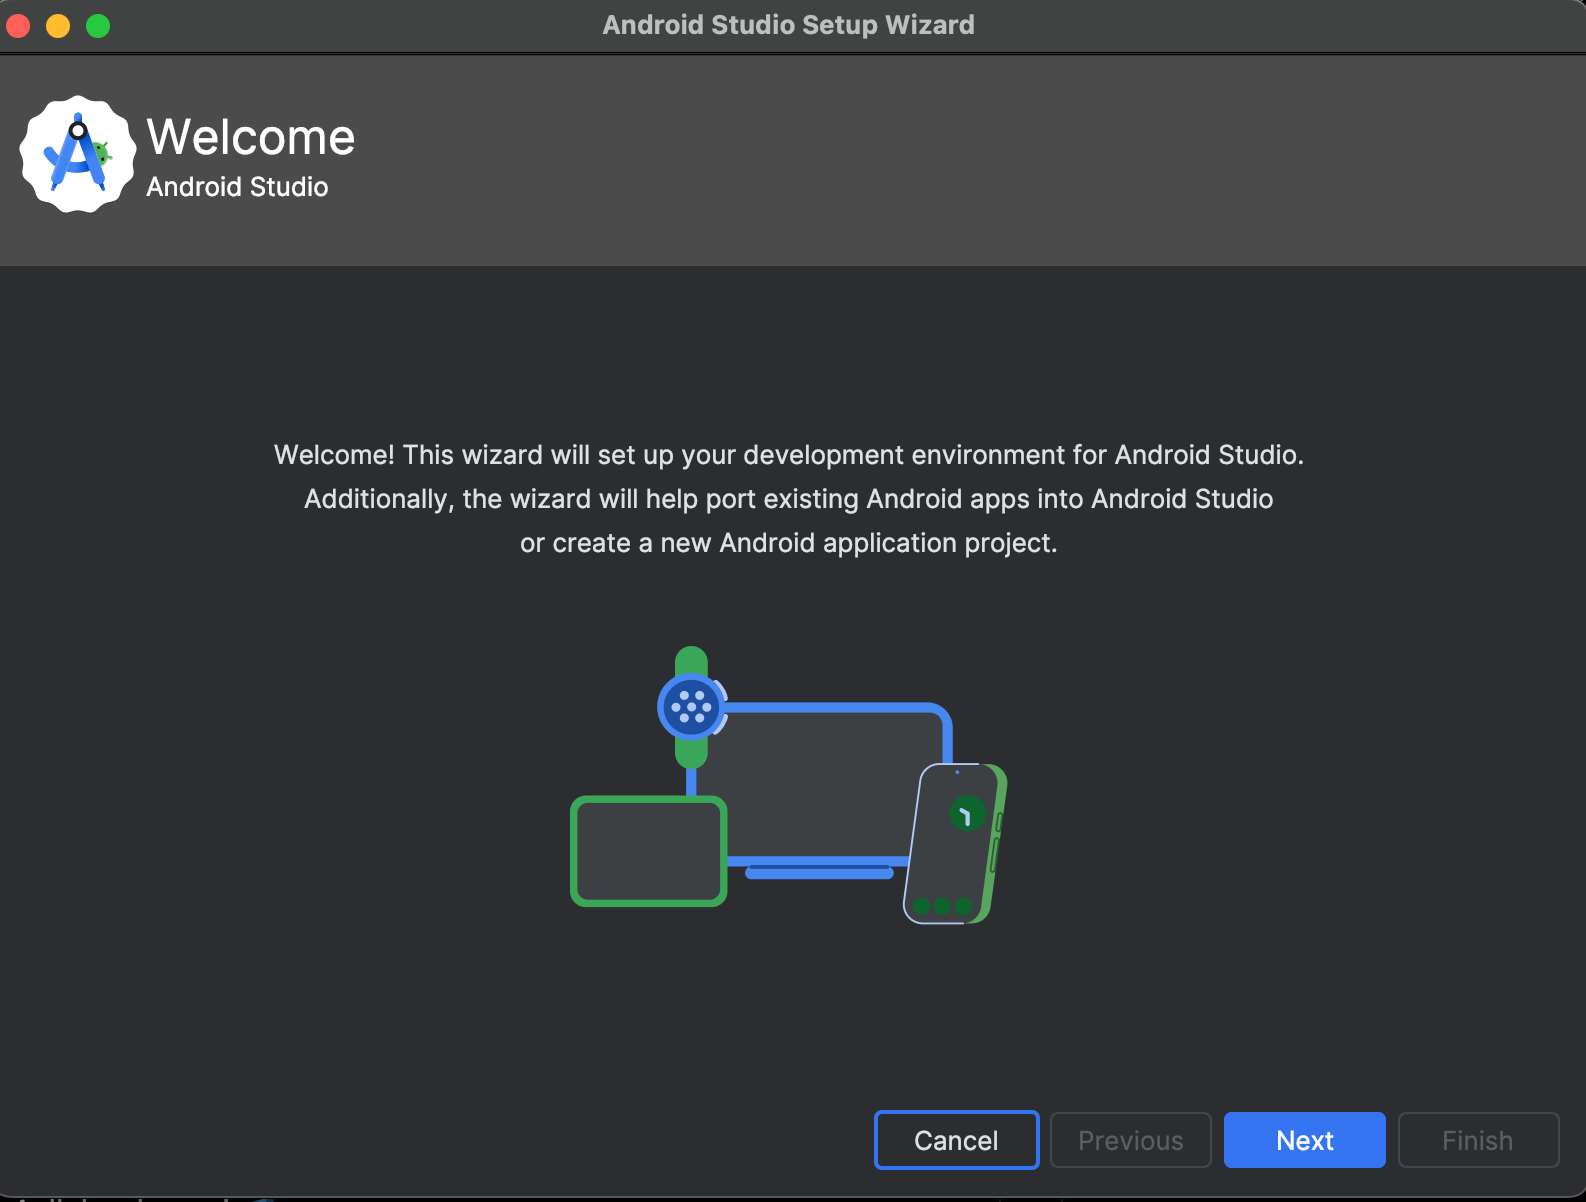 Android Studio Setup Wizard
Welcome
Android Studio
Welcome! This wizard will set up your development environment for Android Studio.
Additionally, the wizard will help port existing Android apps into Android Studio
or create a new Android application project.
Cancel
Previous
Next
Finish